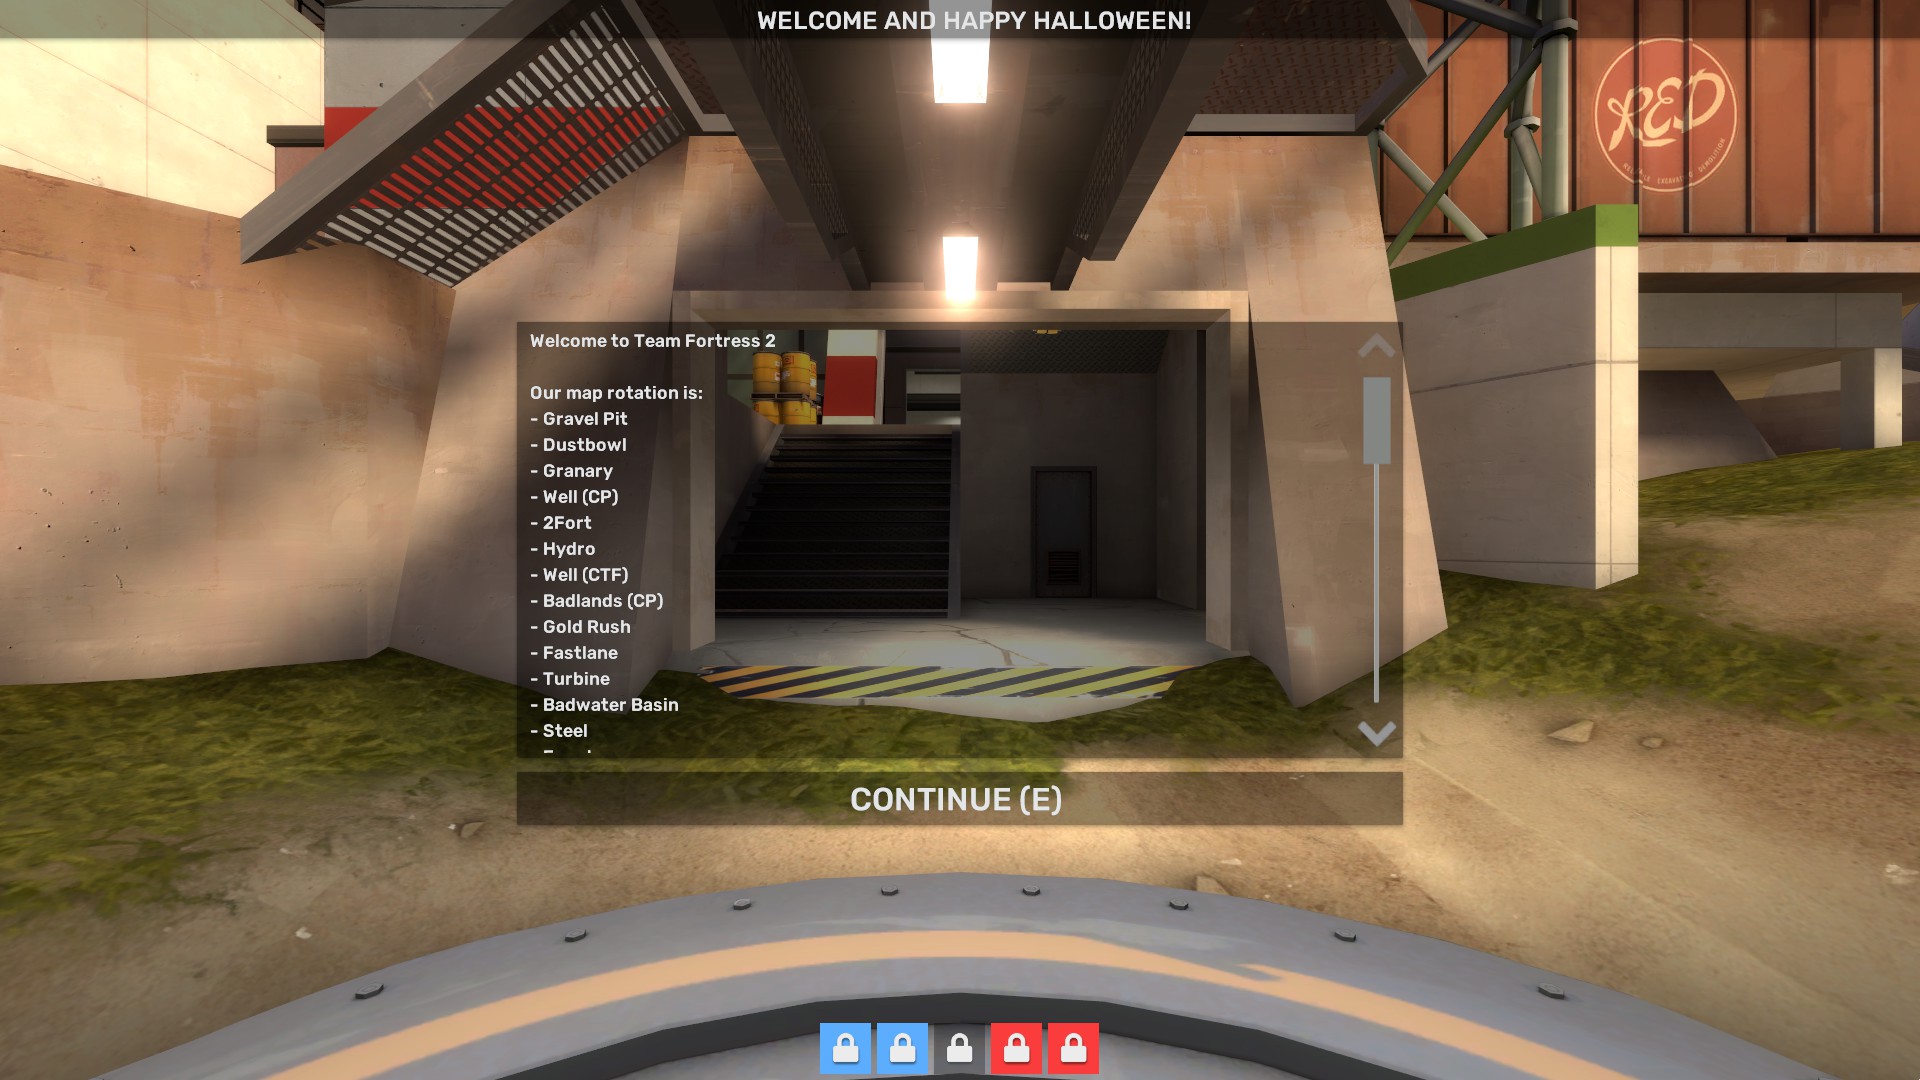 WELCOME AND HAPPY HALLOWEEN!
RED
Welcome to Team Fortress 2
Our map rotation is:
- Gravel Pit
- Dustbowl
- Granary
- Well (CP)
- 2Fort
- Hydro
- Well (CTF)
- Badlands (CP)
- Gold Rush
- Fastlane
- Turbine
- Badwater Basin
- Steel
CONTINUE (E)